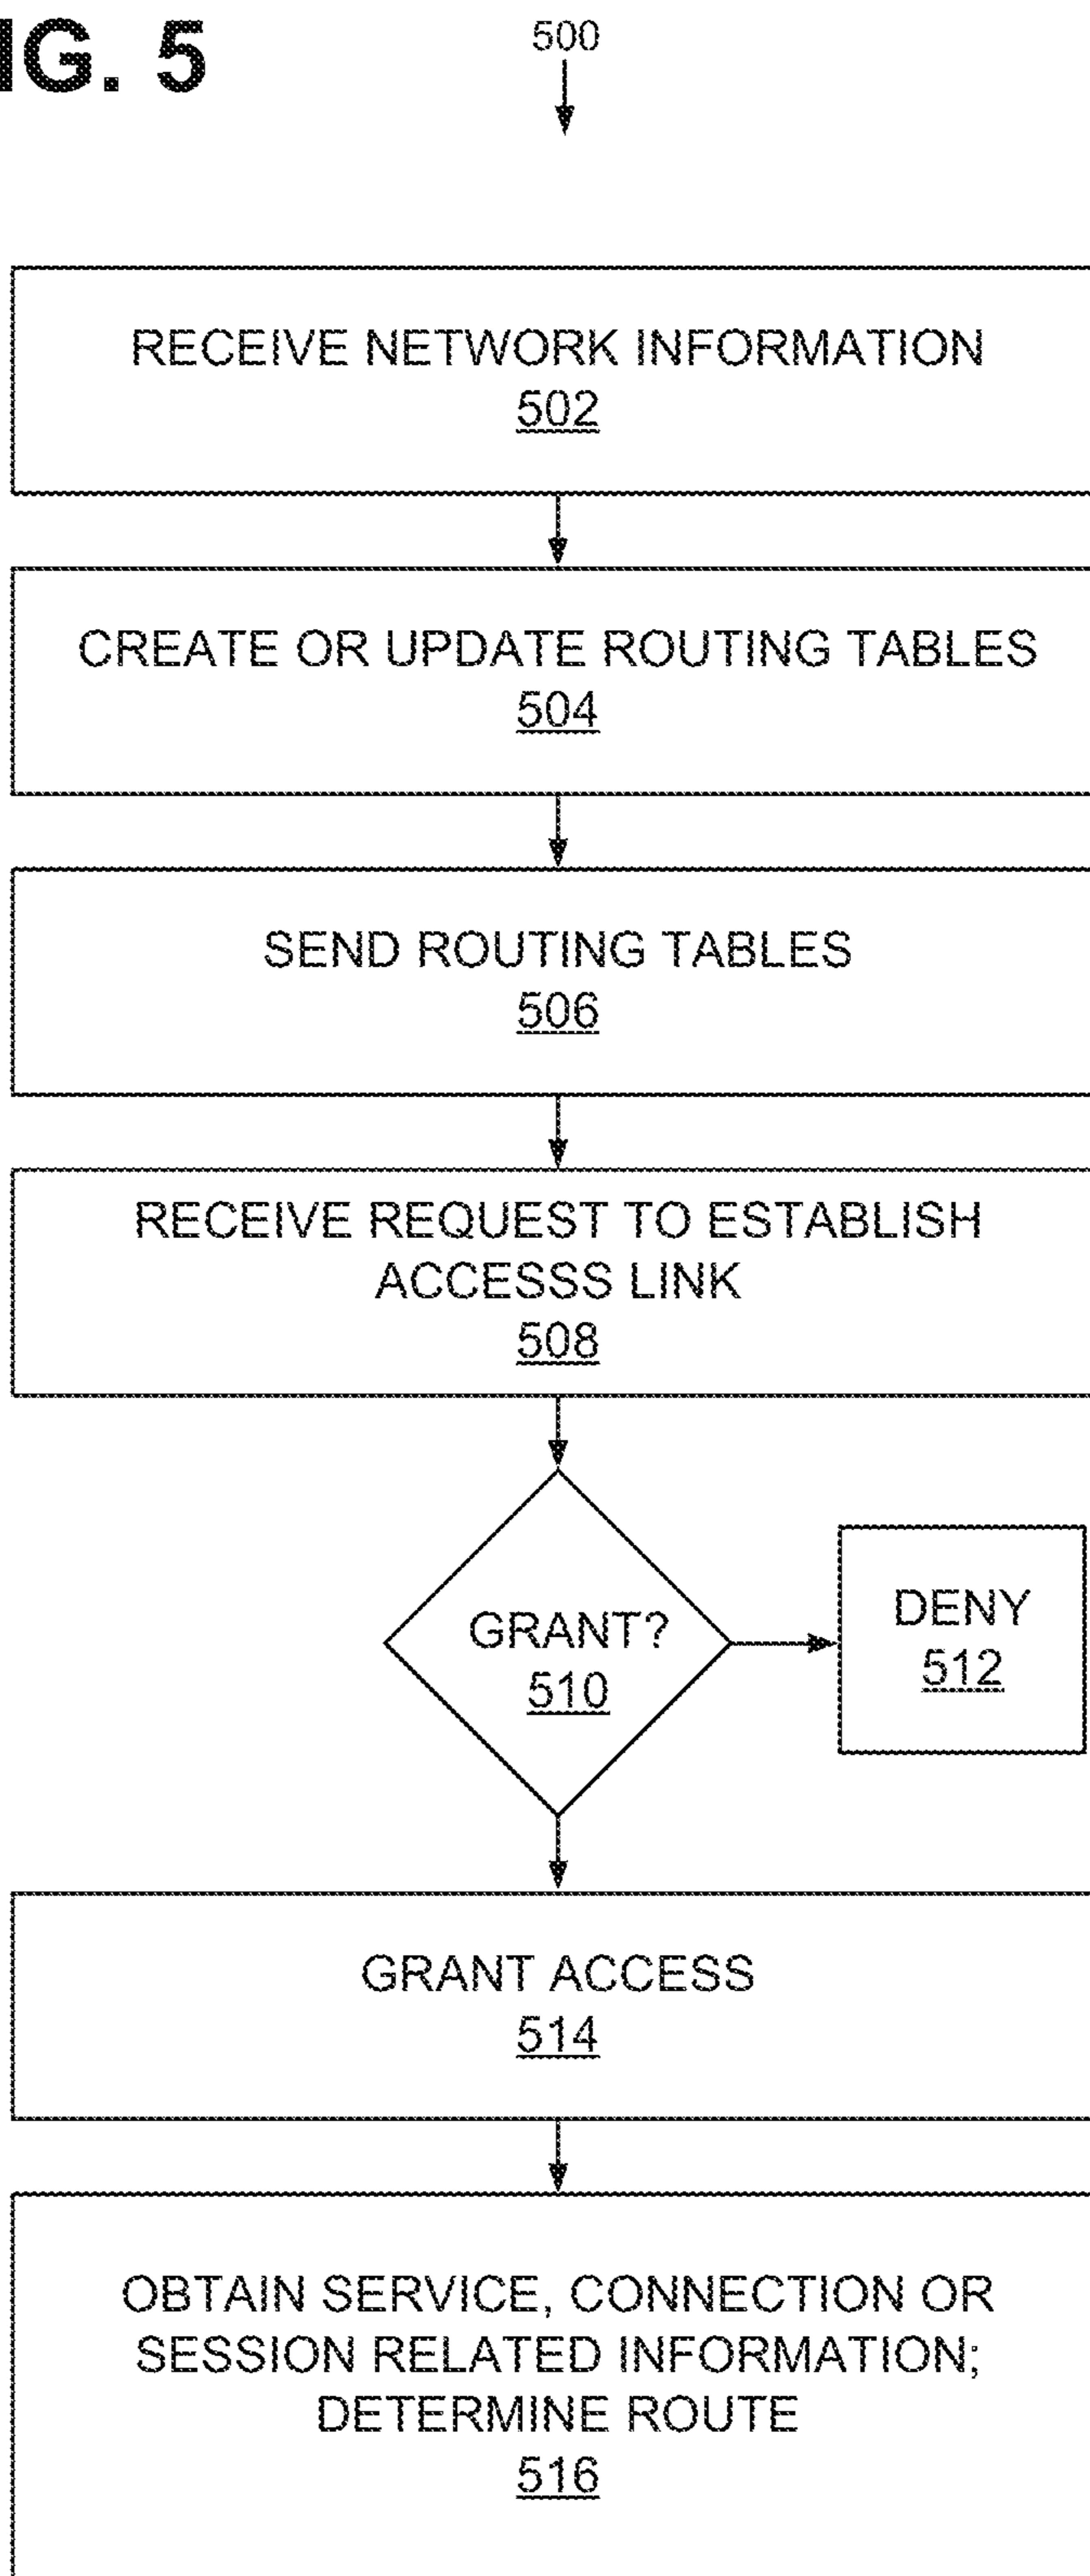 IG. 5
500
RECEIVE NETWORK INFORMATION
502
CREATE OR UPDATE ROUTING TABLES
504
SEND ROUTING TABLES
506
RECEIVE REQUEST TO ESTABLISH
ACCESSS LINK
508
GRANT?
510
DENY
512
GRANT ACCESS
514
OBTAIN SERVICE, CONNECTION OR
SESSION RELATED INFORMATION;
DETERMINE ROUTE
516